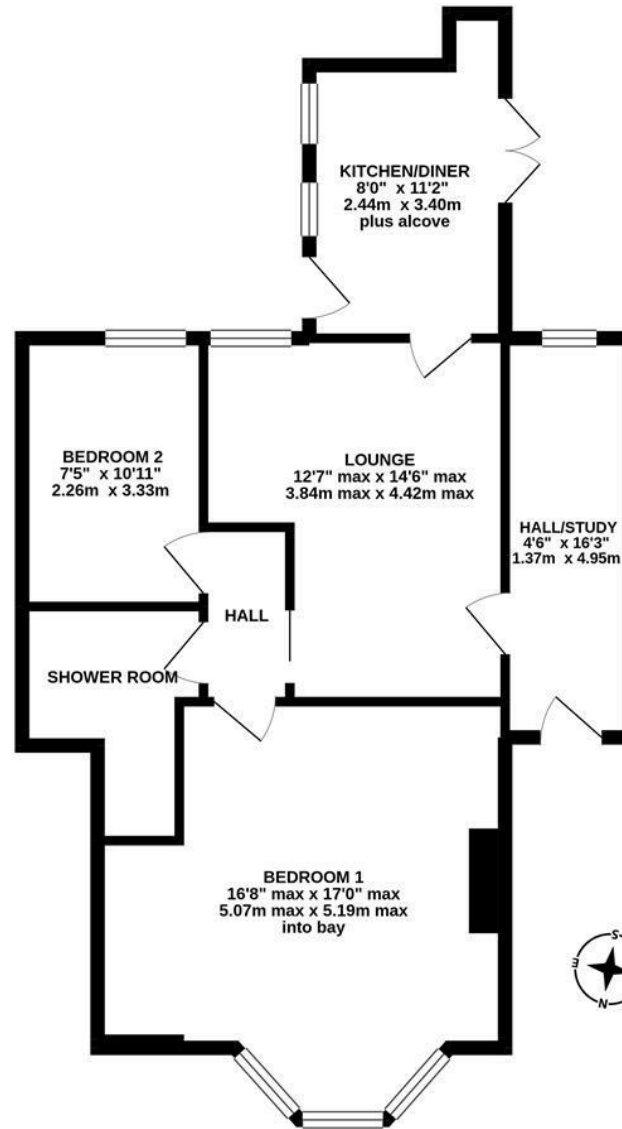 KITCHEN/DINER
8'0" x 11'2"
2.44m x 3.40m
plus alcove
BEDROOM 2
7'5" x 10'11"
2.26m x 3.33m
LOUNGE
12'7" max x 14'6" max
3.84m max x 4.42m max
HALL/STUDY
4'6" x 16'3"
1.37m x 4.95m
HALL
SHOWER ROOM
BEDROOM 1
16'8" max x 17'0" max
5.07m max x 5.19m max
into bay
S
E
N